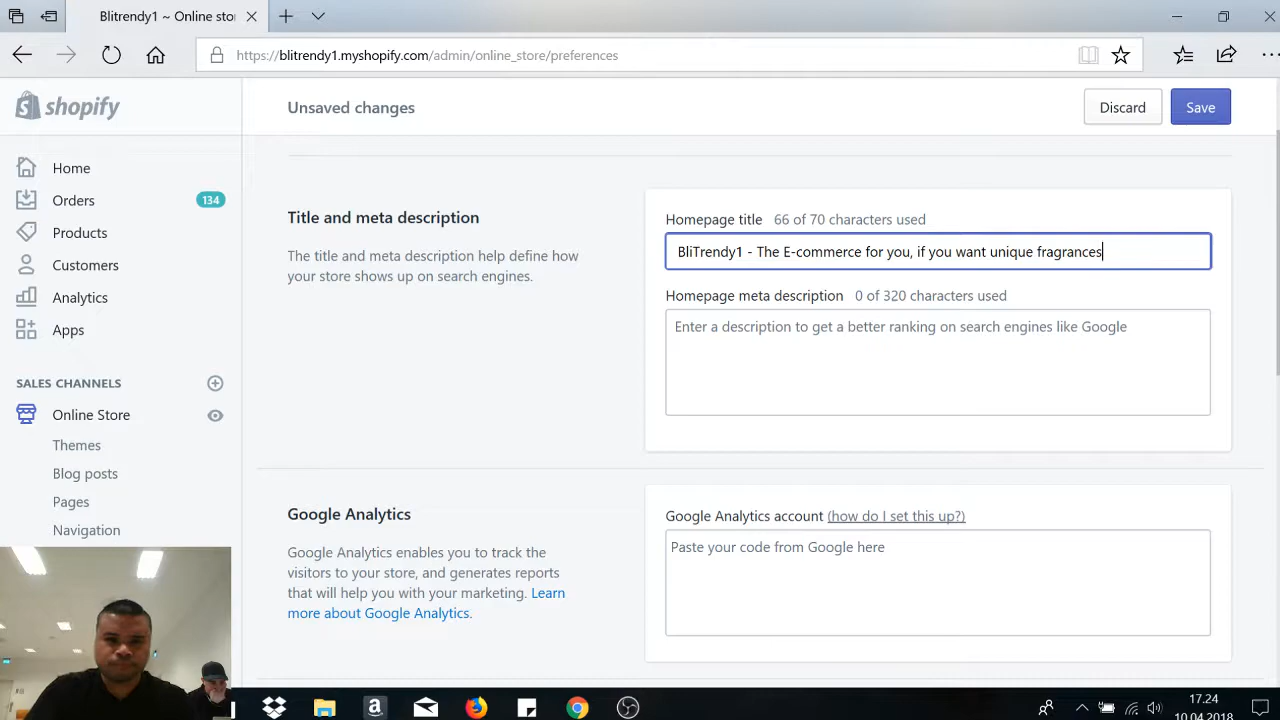 Blitrendy1 ~ Online sto
https://blitrendy1.myshopify.com/admin/online_store/preferences
shopify
Unsaved changes
Discard
Save
Home
Orders
134
Products
Customers
Analytics
Apps
SALES CHANNELS
Online Store
Themes
Blog posts
Pages
Navigation
Title and meta description
The title and meta description help define how
your store shows up on search engines.
Homepage title 66 of 70 characters used
BliTrendy1 - The E-commerce for you, if you want unique fragrances
Homepage meta description 0 of 320 characters used
Enter a description to get a better ranking on search engines like Google
Google Analytics
Google Analytics enables you to track the
visitors to your store, and generates reports
that will help you with your marketing. Learn
more about Google Analytics.
Google Analytics account (how do I set this up?)
Paste your code from Google here
17.24
10.04.2018